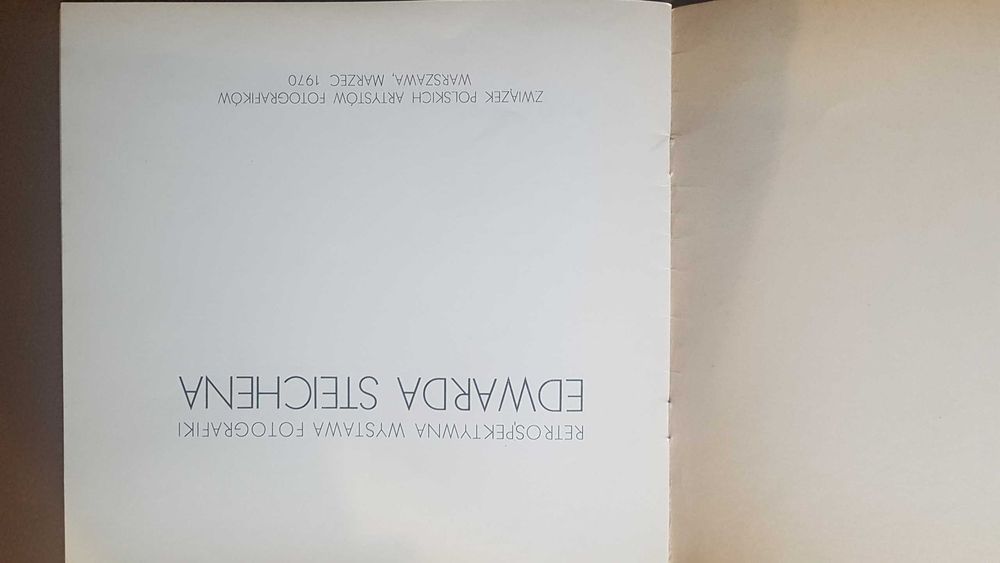 RETROSPEKTYWNA WYSTAWA FOTOGRAFIKI
EDWARDA STEICHENA
ZWIĄZEK POLSKICH ARTYSTÓW FOTOGRAFIKÓW
WARSZAWA, MARZEC 1970